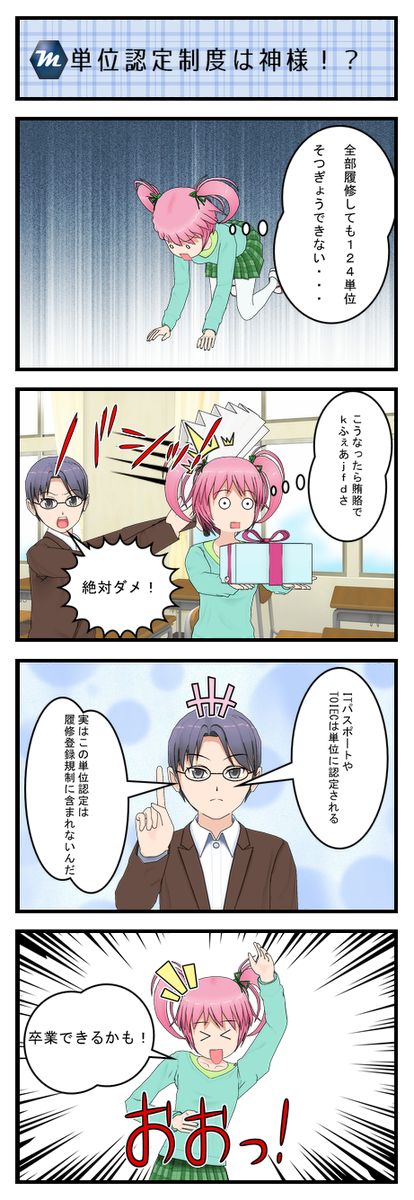 m
単位認定制度は神様！？
全部履修しても１２４単位
そつぎょうできない・・・
こうなったら賄賂で
ｋふぇあｊｆｄさ
ビシッ
絶対ダメ！
ITパスポートや
TOIECは単位に認定される
実はこの単位認定は
履修登録規制に含まれないんだ
卒業できるかも！
おおっ！